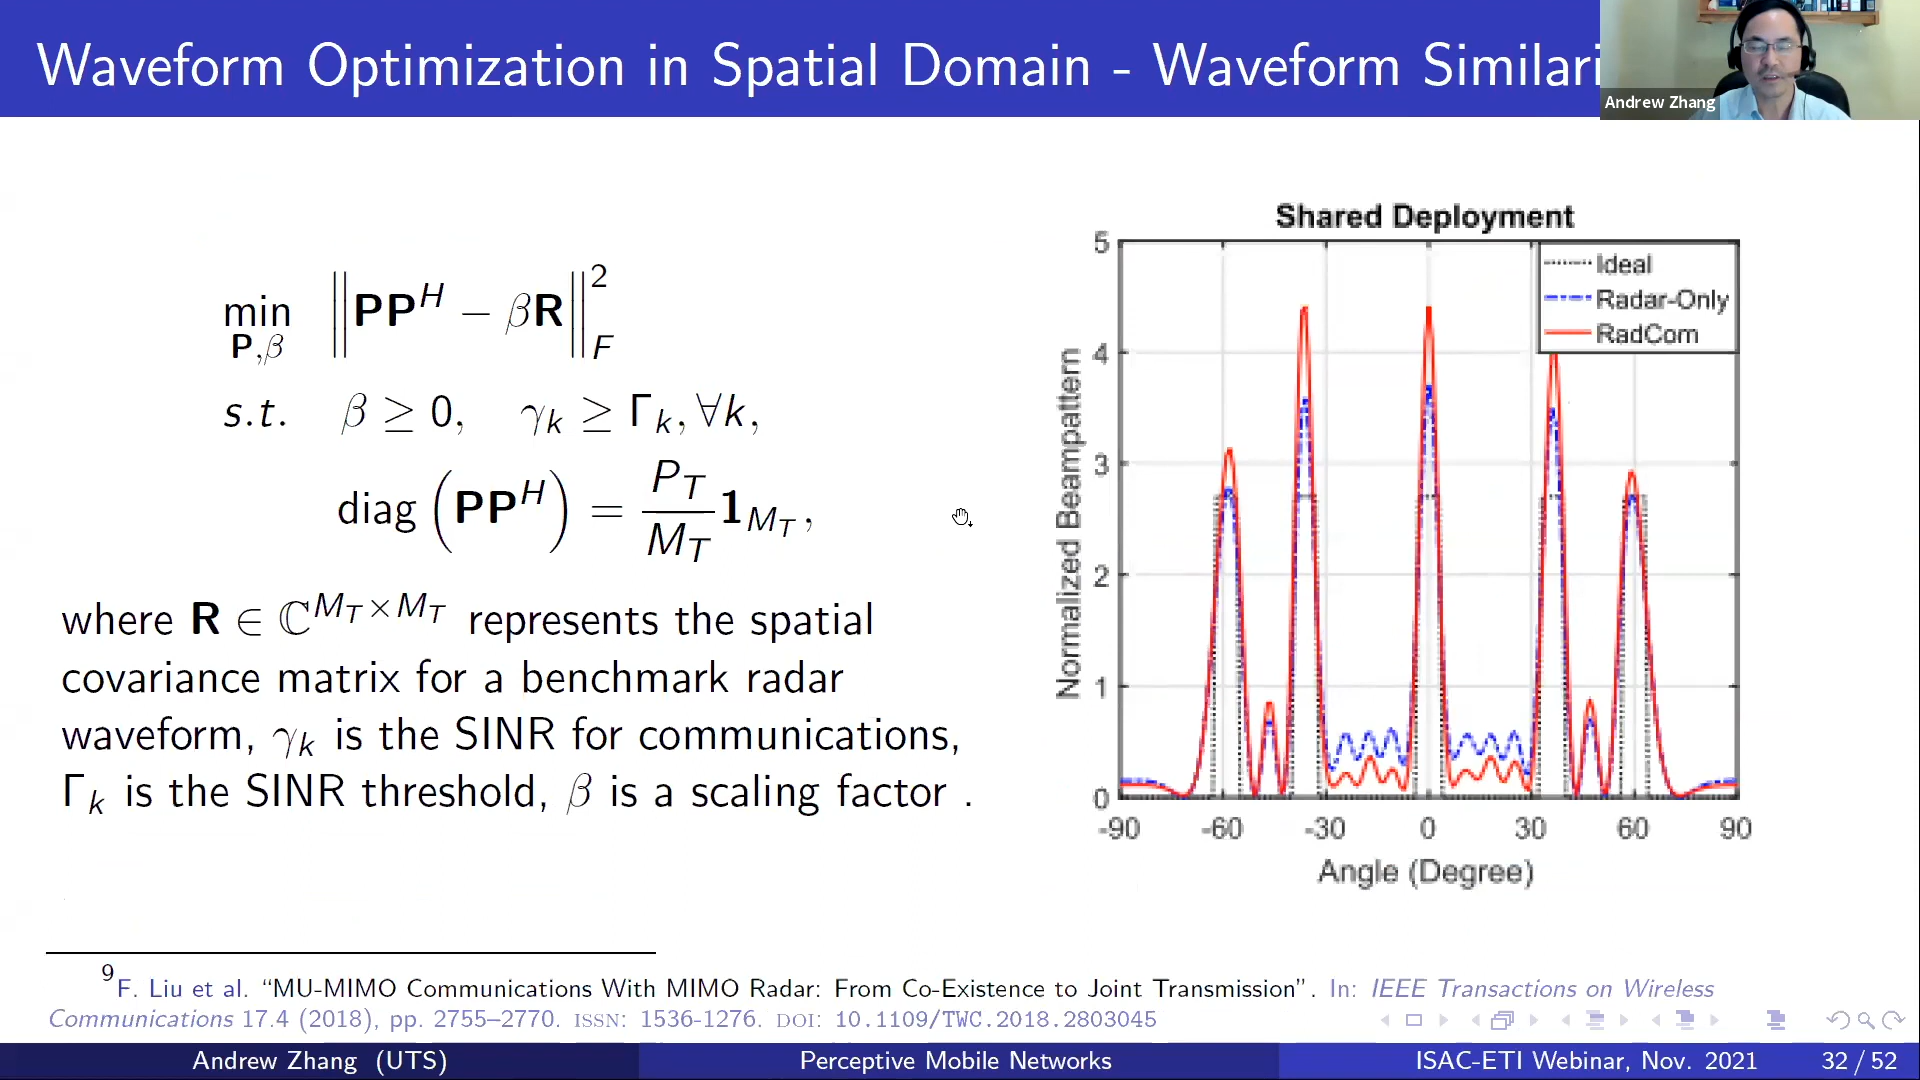 Waveform Optimization in Spatial Domain - Waveform Similari
Andrew Zhang
min_{P,β} ‖PP^H − βR‖_F^2
s.t. β ≥ 0, γ_k ≥ Γ_k, ∀k,
diag (PP^H) = P_T/M_T 1_{M_T},
where R ∈ ℂ^{M_T×M_T} represents the spatial
covariance matrix for a benchmark radar
waveform, γ_k is the SINR for communications,
Γ_k is the SINR threshold, β is a scaling factor .
Shared Deployment
Ideal
Radar-Only
RadCom
Normalized Beampattern
5
4
3
2
1
0
-90 -60 -30 0 30 60 90
Angle (Degree)
9F. Liu et al. “MU-MIMO Communications With MIMO Radar: From Co-Existence to Joint Transmission”. In: IEEE Transactions on Wireless
Communications 17.4 (2018), pp. 2755–2770. ISSN: 1536-1276. DOI: 10.1109/TWC.2018.2803045
Andrew Zhang (UTS) Perceptive Mobile Networks ISAC-ETI Webinar, Nov. 2021 32 / 52